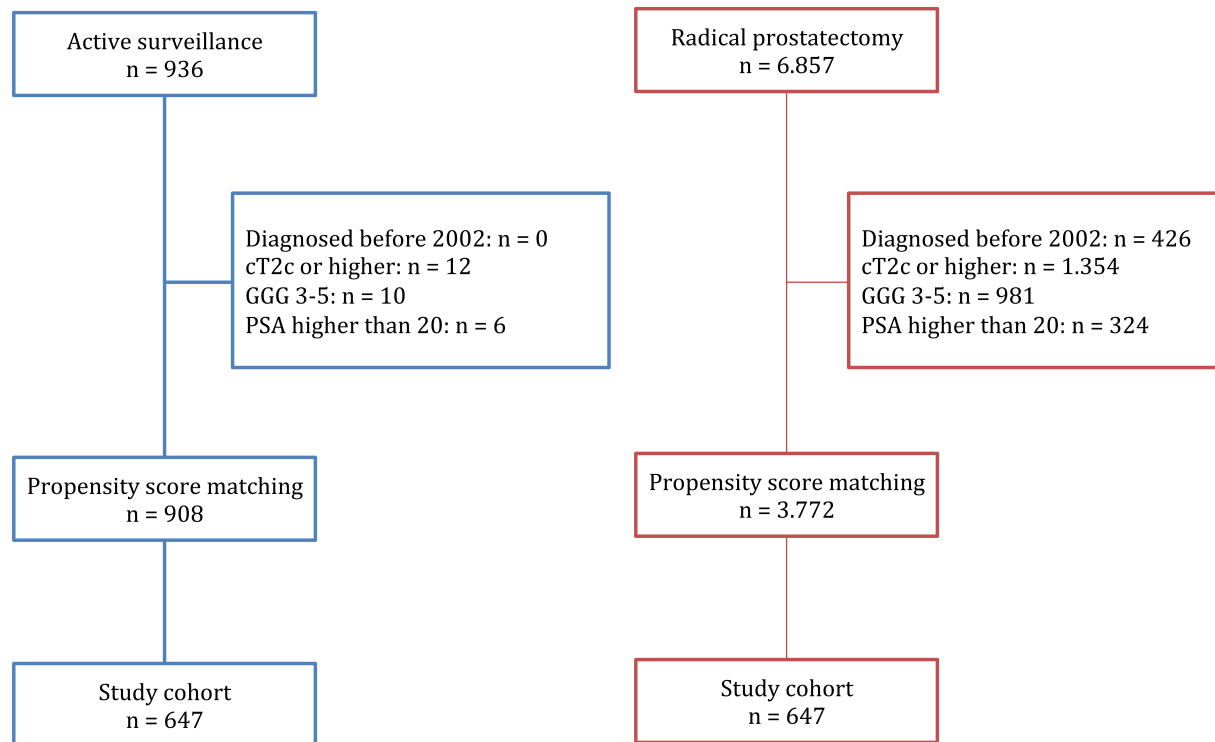 Active surveillance
n = 936
Radical prostatectomy
n = 6.857
Diagnosed before 2002: n = 0
cT2c or higher: n = 12
GGG 3-5: n = 10
PSA higher than 20: n = 6
Diagnosed before 2002: n = 426
cT2c or higher: n = 1.354
GGG 3-5: n = 981
PSA higher than 20: n = 324
Propensity score matching
n = 908
Propensity score matching
n = 3.772
Study cohort
n = 647
Study cohort
n = 647